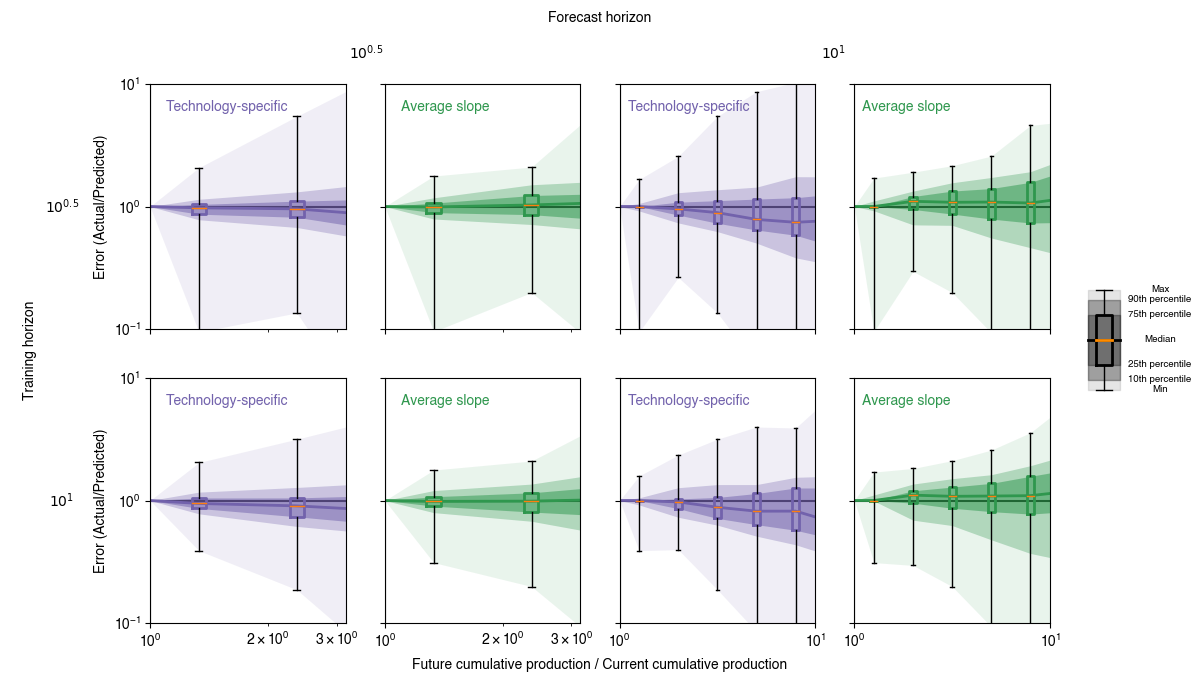 Forecast horizon
10^0.5
10^1
10^1
Technology-specific
Average slope
Technology-specific
Average slope
10^0.5
Error (Actual/Predicted)
10^0
10^−1
Max
90th percentile
75th percentile
Median
25th percentile
10th percentile
Min
Training horizon
10^1
Technology-specific
Average slope
Technology-specific
Average slope
10^1
Error (Actual/Predicted)
10^0
10^−1
10^0 2 × 10^0 3 × 10^0 10^0 2 × 10^0 3 × 10^0 10^0 10^1 10^0 10^1
Future cumulative production / Current cumulative production